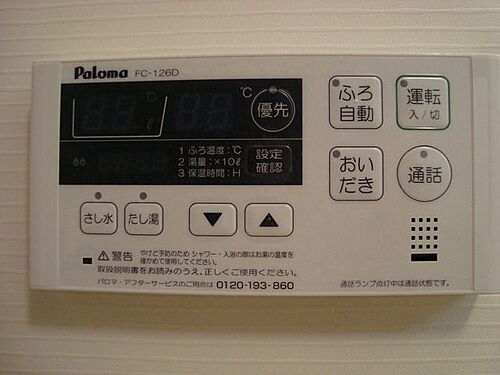 Paloma FC-126D
℃
℃
優先
ℓ
1 ふろ温度:℃
2 湯量:×10ℓ
3 保温時間:H
設定
確認
ふろ
自動
運転
入/切
おい
だき
通話
さし水
たし湯
▼
▲
⚠警告 やけど予防のため シャワー・入浴の際はお湯の温度を
確かめて使用してください。
取扱説明書をお読みのうえ、正しくご使用ください。
パロマ・アフターサービスのご用命は 0120-193-860
通話ランプ点灯中は通話状態です。